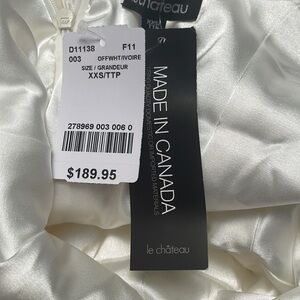 château
D11138 F11
003 OFFWHT/IVOIRE
SIZE / GRANDEUR
XXS/TTP
278969 003 006 0
$189.95
MADE IN CANADA
le château